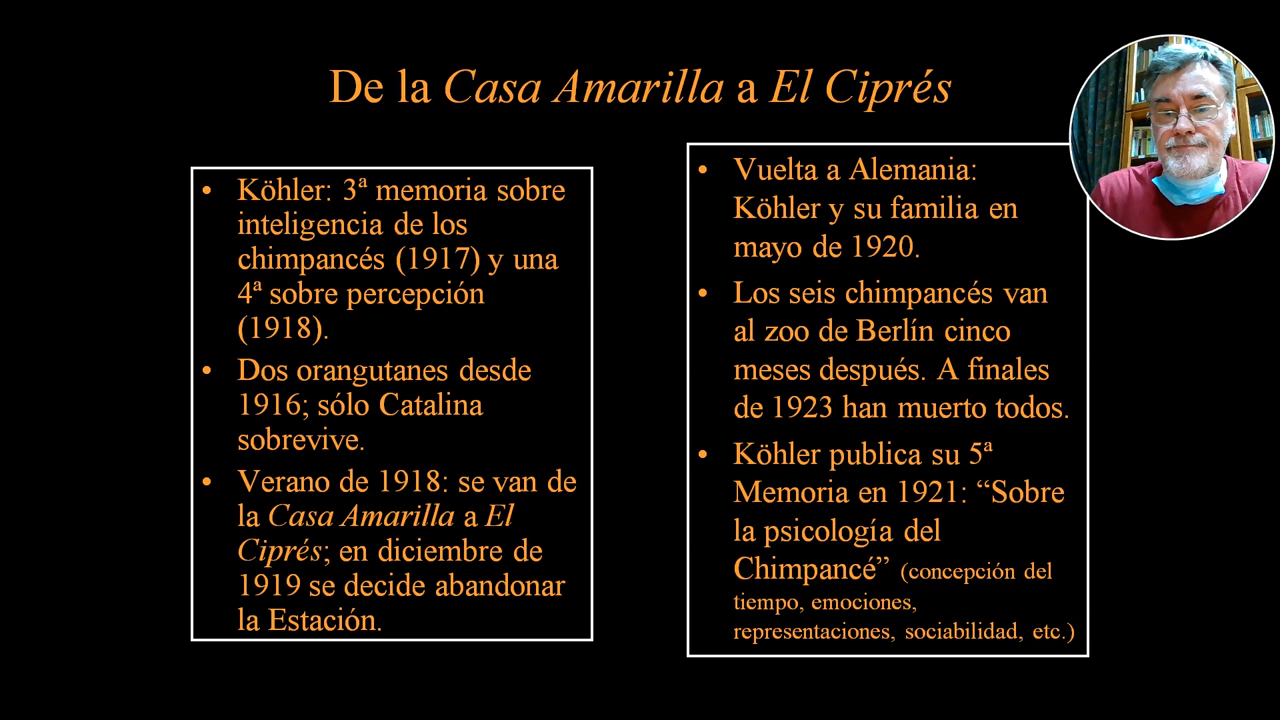 De la Casa Amarilla a El Ciprés
• Köhler: 3ª memoria sobre
inteligencia de los
chimpancés (1917) y una
4ª sobre percepción
(1918).
• Dos orangutanes desde
1916; sólo Catalina
sobrevive.
• Verano de 1918: se van de
la Casa Amarilla a El
Ciprés; en diciembre de
1919 se decide abandonar
la Estación.
• Vuelta a Alemania:
Köhler y su familia en
mayo de 1920.
• Los seis chimpancés van
al zoo de Berlín cinco
meses después. A finales
de 1923 han muerto todos.
• Köhler publica su 5ª
Memoria en 1921: “Sobre
la psicología del
Chimpancé” (concepción del
tiempo, emociones,
representaciones, sociabilidad, etc.)